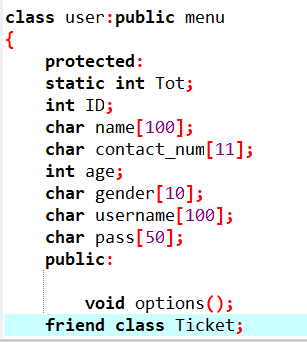 class user:public menu
{
protected:
static int Tot;
int ID;
char name[100];
char contact_num[11];
int age;
char gender[10];
char username[100];
char pass[50];
public:
void options();
friend class Ticket;